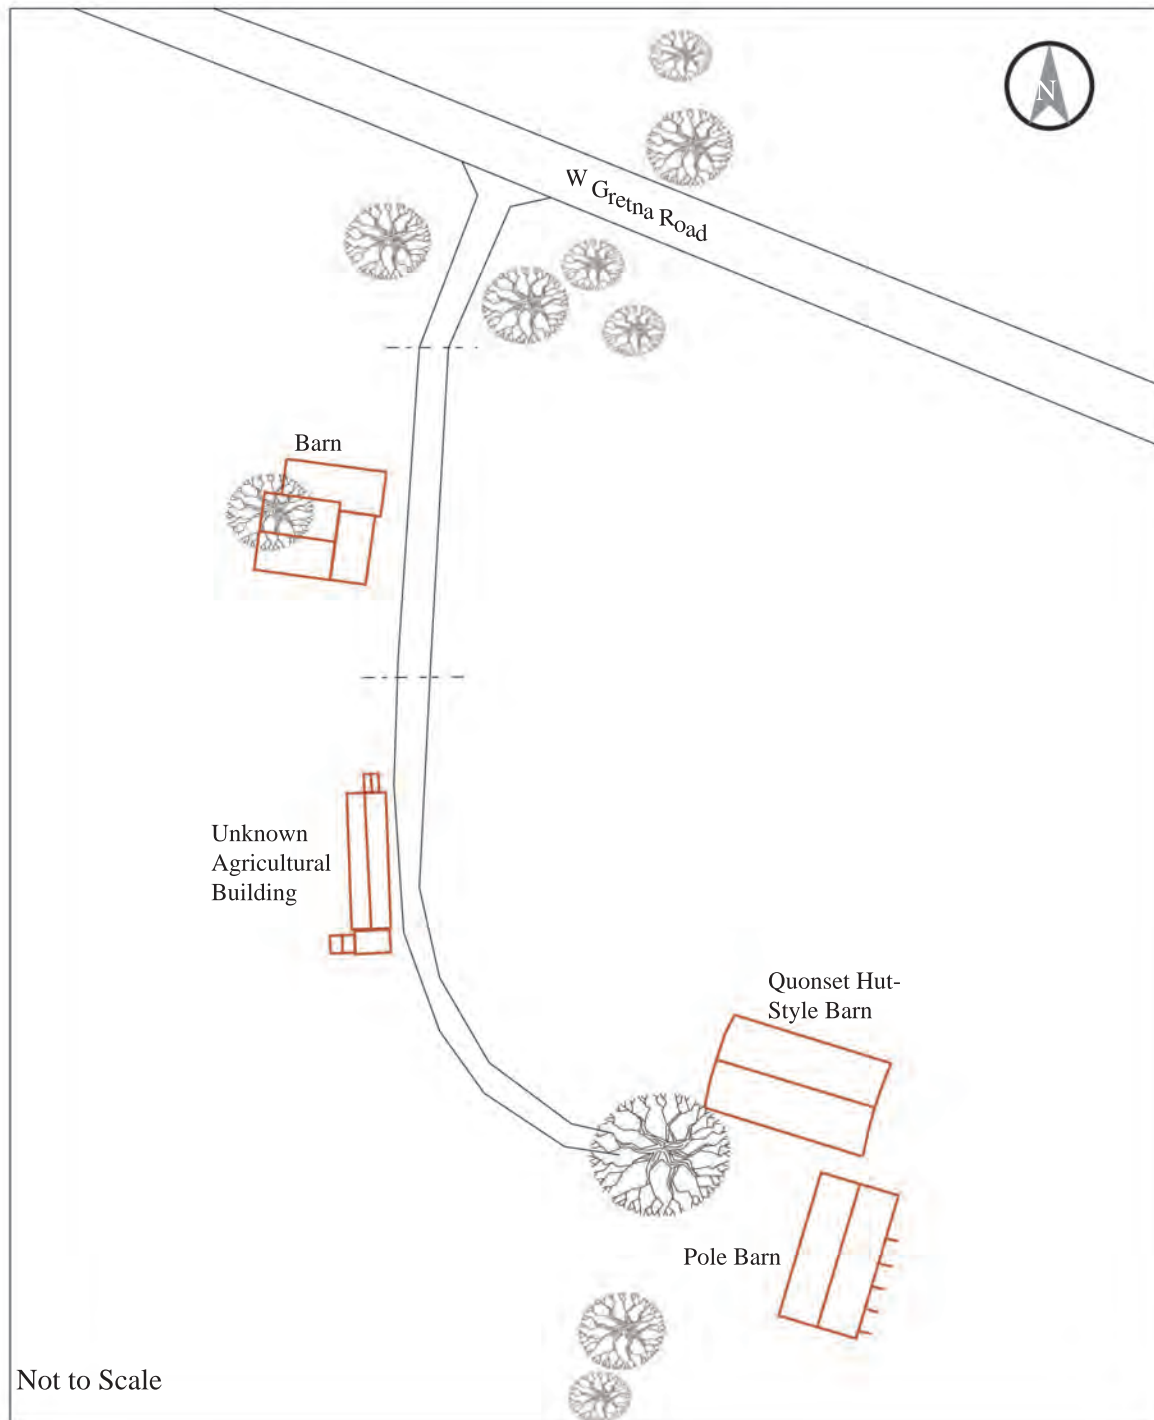 N
W Gretna Road
Barn
Unknown
Agricultural
Building
Quonset Hut-
Style Barn
Pole Barn
Not to Scale